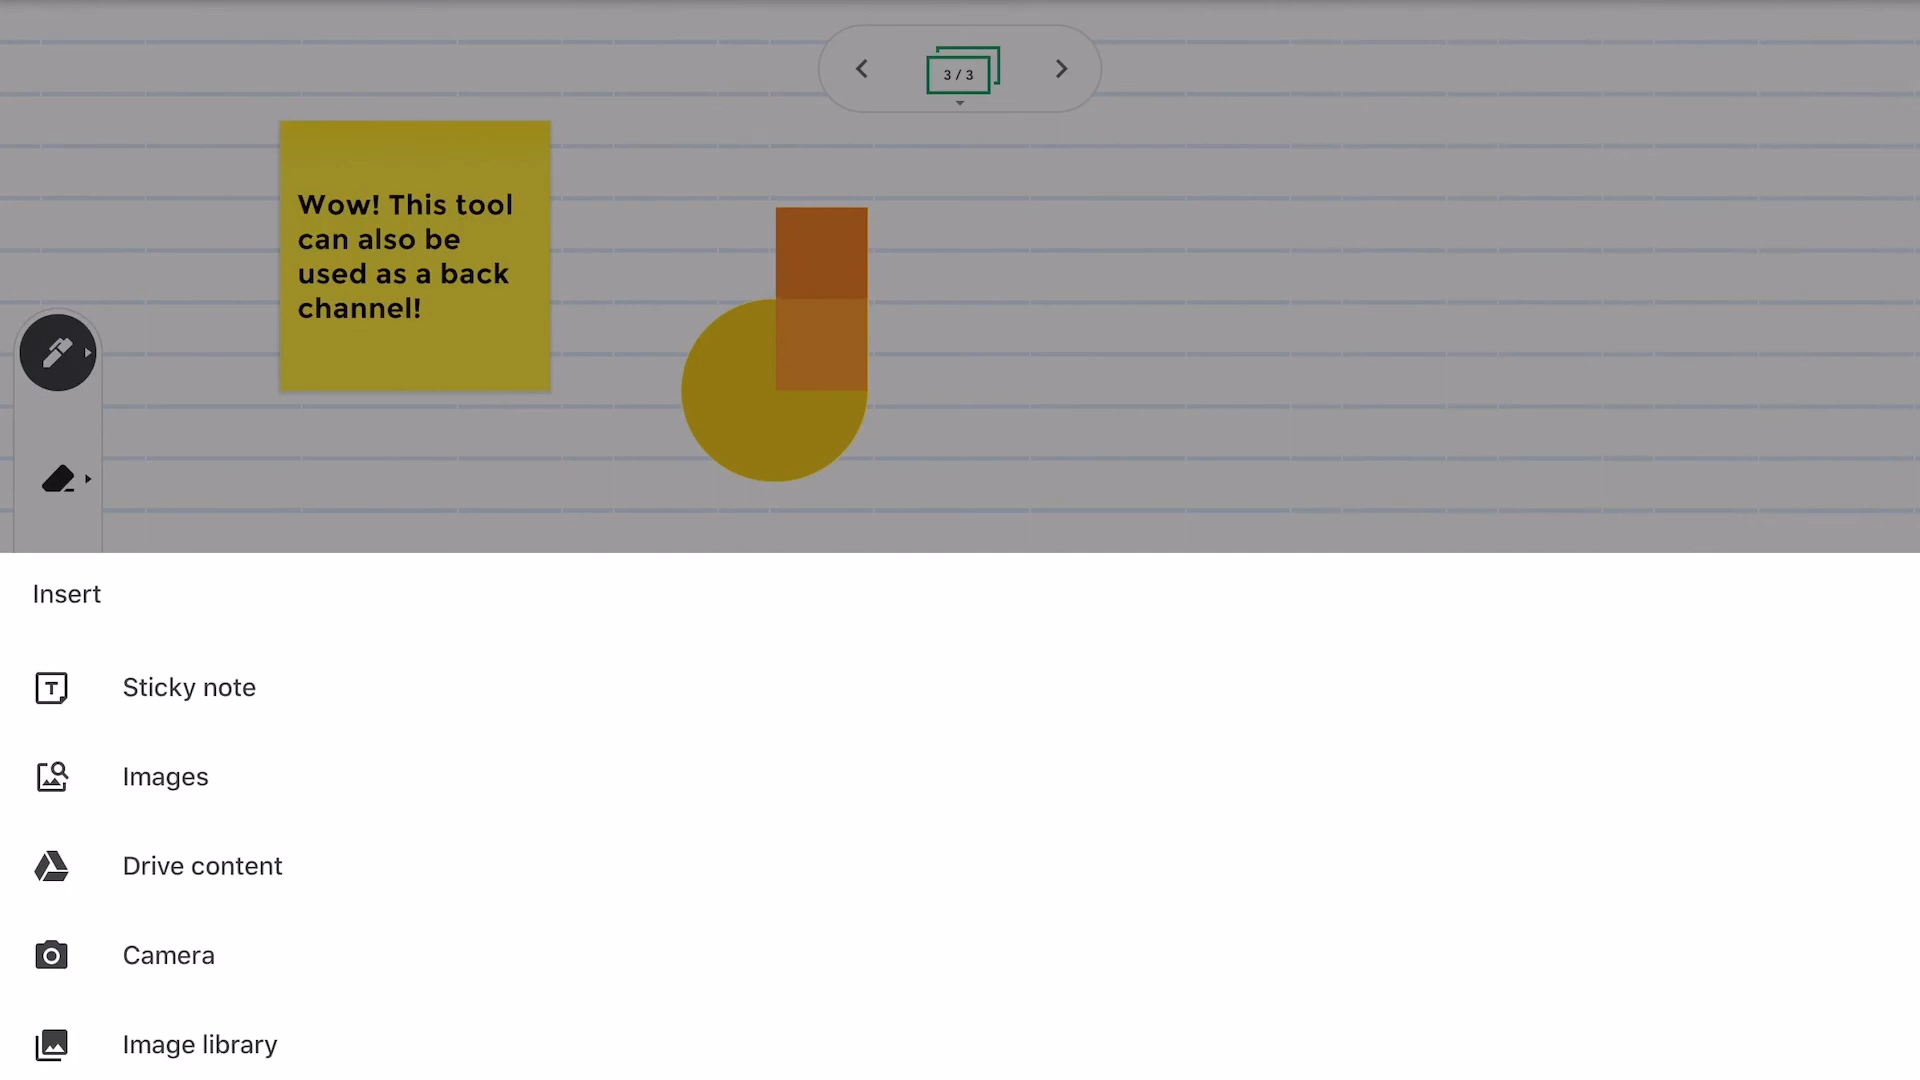 3 / 3
Wow! This tool
can also be
used as a back
channel!
Insert
Sticky note
Images
Drive content
Camera
Image library